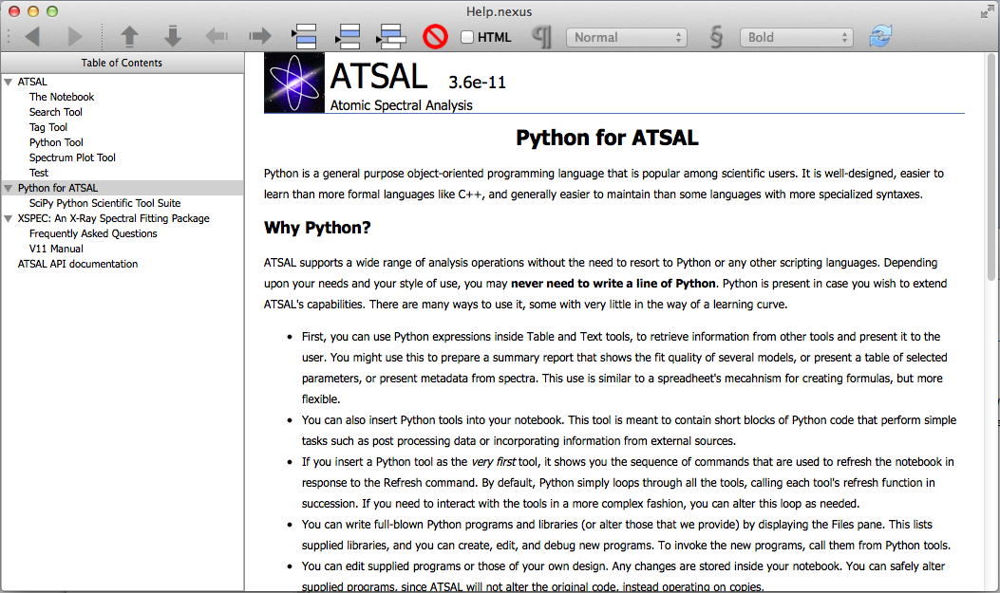 Help.nexus
HTML
Normal
§
Bold
Table of Contents
ATSAL
The Notebook
Search Tool
Tag Tool
Python Tool
Spectrum Plot Tool
Test
Python for ATSAL
SciPy Python Scientific Tool Suite
XSPEC: An X-Ray Spectral Fitting Package
Frequently Asked Questions
V11 Manual
ATSAL API documentation
ATSAL 3.6e-11
Atomic Spectral Analysis
Python for ATSAL
Python is a general purpose object-oriented programming language that is popular among scientific users. It is well-designed, easier to
learn than more formal languages like C++, and generally easier to maintain than some languages with more specialized syntaxes.
Why Python?
ATSAL supports a wide range of analysis operations without the need to resort to Python or any other scripting languages. Depending
upon your needs and your style of use, you may never need to write a line of Python. Python is present in case you wish to extend
ATSAL's capabilities. There are many ways to use it, some with very little in the way of a learning curve.
• First, you can use Python expressions inside Table and Text tools, to retrieve information from other tools and present it to the
user. You might use this to prepare a summary report that shows the fit quality of several models, or present a table of selected
parameters, or present metadata from spectra. This use is similar to a spreadheet's mecahnism for creating formulas, but more
flexible.
• You can also insert Python tools into your notebook. This tool is meant to contain short blocks of Python code that perform simple
tasks such as post processing data or incorporating information from external sources.
• If you insert a Python tool as the very first tool, it shows you the sequence of commands that are used to refresh the notebook in
response to the Refresh command. By default, Python simply loops through all the tools, calling each tool's refresh function in
succession. If you need to interact with the tools in a more complex fashion, you can alter this loop as needed.
• You can write full-blown Python programs and libraries (or alter those that we provide) by displaying the Files pane. This lists
supplied libraries, and you can create, edit, and debug new programs. To invoke the new programs, call them from Python tools.
• You can edit supplied programs or those of your own design. Any changes are stored inside your notebook. You can safely alter
supplied programs, since ATSAL will not alter the original code, instead operating on copies.